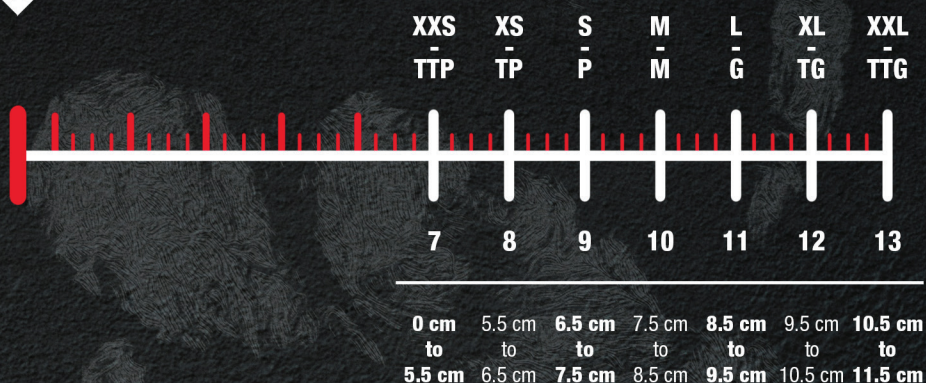 XXS XS S M L XL XXL
- - - - - - -
TTP TP P M G TG TTG
7 8 9 10 11 12 13
0 cm 5.5 cm 6.5 cm 7.5 cm 8.5 cm 9.5 cm 10.5 cm
to to to to to to to
5.5 cm 6.5 cm 7.5 cm 8.5 cm 9.5 cm 10.5 cm 11.5 cm